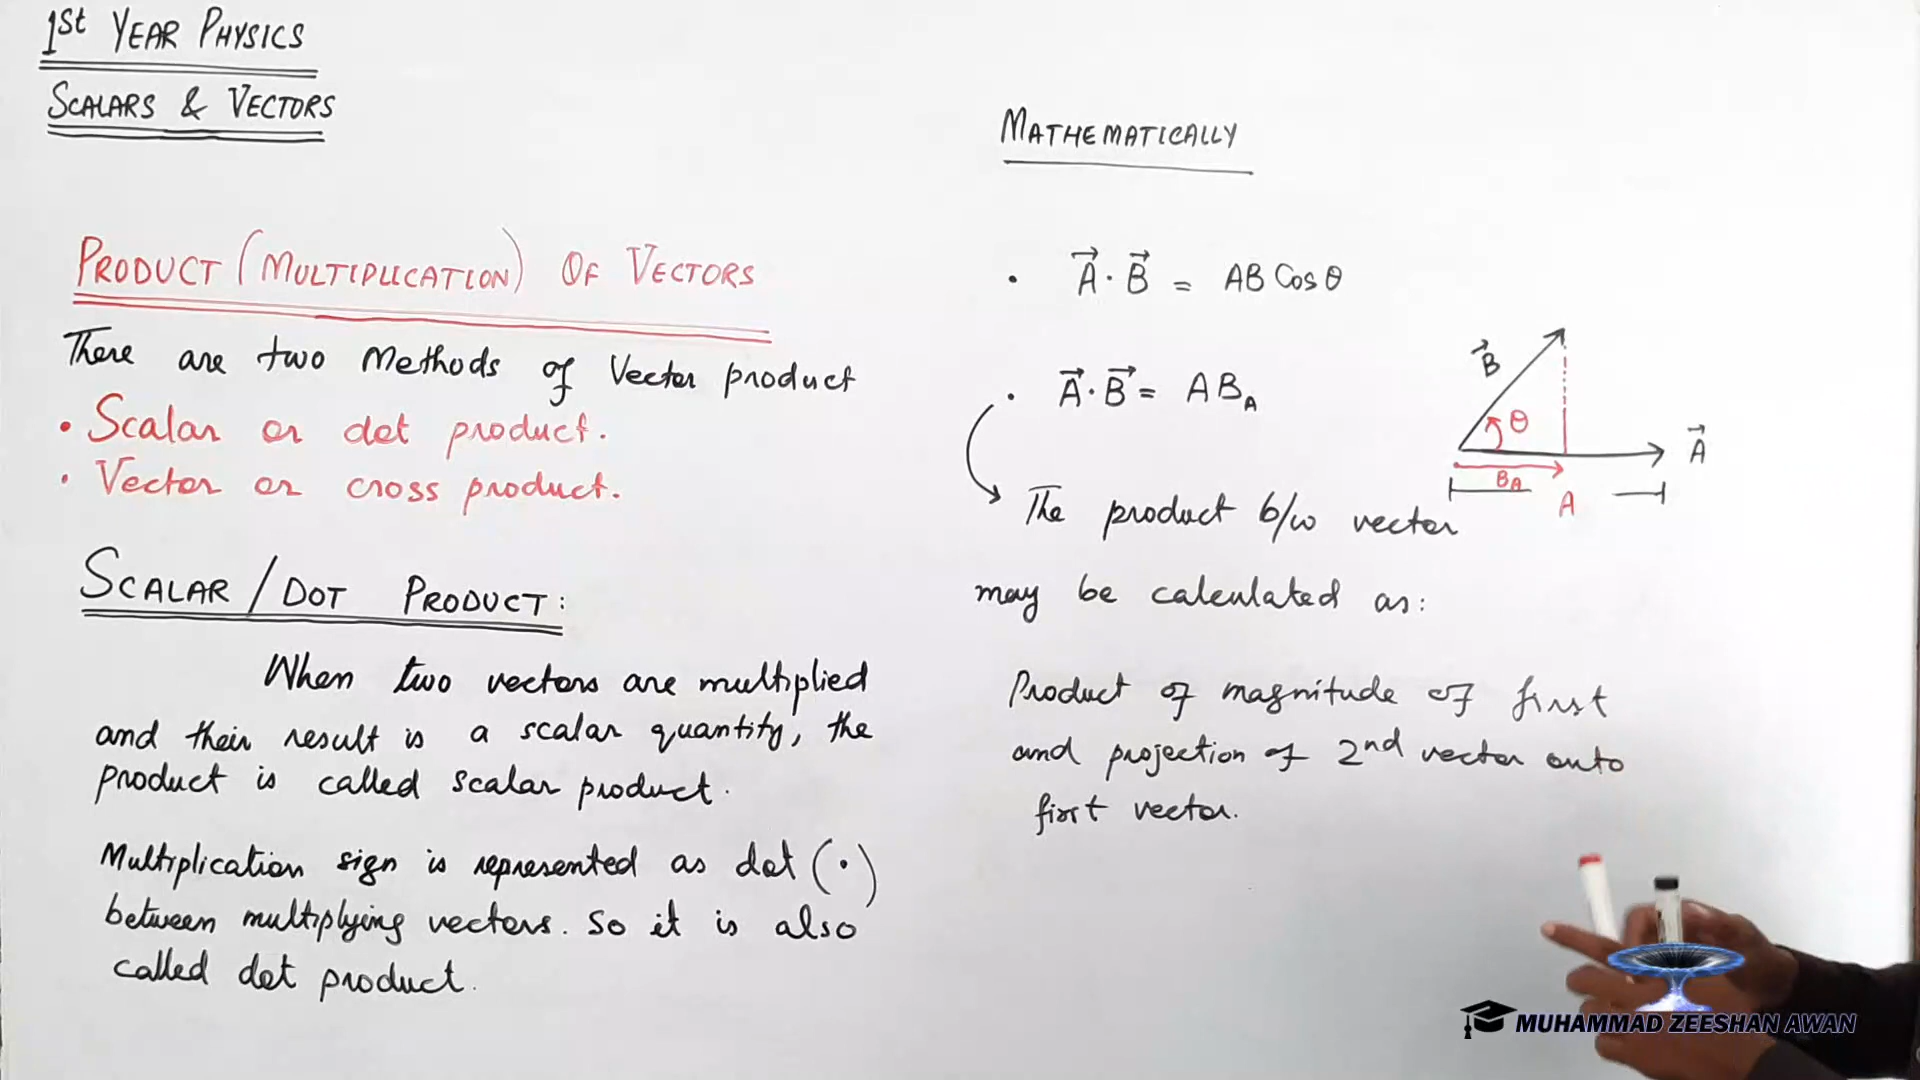 1st YEAR PHYSICS
SCALARS & VECTORS
PRODUCT (MULTIPLICATION) OF VECTORS
There are two Methods of Vector product
• Scalar or dot product.
• Vector or cross product.
SCALAR / DOT PRODUCT:
When two vectors are multiplied
and their result is a scalar quantity, the
product is called scalar product.
Multiplication sign is represented as dot (•)
between multiplying vectors. So it is also
called dot product.
MATHEMATICALLY
• A⃗ · B⃗ = AB Cos θ
• A⃗ · B⃗ = A B_A
B⃗
θ
A⃗
B_A
A
The product b/w vector
may be calculated as:
Product of magnitude of first
and projection of 2nd vector onto
first vector.
MUHAMMAD ZEESHAN AWAN